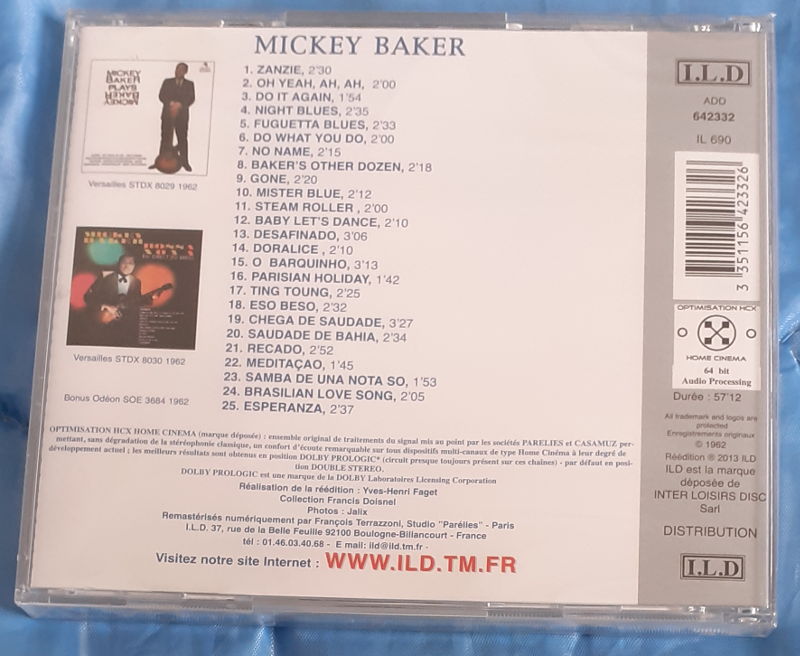 MICKEY BAKER
1. ZANZIE, 2'30
2. OH YEAH, AH, AH, 2'00
3. DO IT AGAIN, 1'54
4. NIGHT BLUES, 2'35
5. FUGUETTA BLUES, 2'33
6. DO WHAT YOU DO, 2'00
7. NO NAME, 2'15
8. BAKER'S OTHER DOZEN, 2'18
9. GONE, 2'20
10. MISTER BLUE, 2'12
11. STEAM ROLLER , 2'00
12. BABY LET'S DANCE, 2'10
13. DESAFINADO, 3'06
14. DORALICE , 2'10
15. O BARQUINHO, 3'13
16. PARISIAN HOLIDAY, 1'42
17. TING TOUNG, 2'25
18. ESO BESO, 2'32
19. CHEGA DE SAUDADE, 3'27
20. SAUDADE DE BAHIA, 2'34
21. RECADO, 2'52
22. MEDITAÇAO, 1'45
23. SAMBA DE UNA NOTA SO, 1'53
24. BRASILIAN LOVE SONG, 2'05
25. ESPERANZA, 2'37
MICKEY
BAKER
PLAYS
BAKER
MICKEY
Versailles STDX 8029 1962
MICKEY
BAKER
BOSSA
NOVA
Versailles STDX 8030 1962
Bonus Odéon SOE 3684 1962
OPTIMISATION HCX HOME CINEMA (marque déposée) : ensemble original de traitements du signal mis au point par les sociétés PARELIES et CASAMUZ per-
mettant, sans dégradation de la stéréophonie classique, un confort d'écoute remarquable sur tous dispositifs multi-canaux de type Home Cinéma à leur degré de
développement actuel ; les meilleurs résultats sont obtenus en position DOLBY PROLOGIC* (circuit presque toujours présent sur ces chaines) - par défaut en posi-
tion DOUBLE STEREO.
DOLBY PROLOGIC est une marque de la DOLBY Laboratoires Licensing Corporation
Réalisation de la réédition : Yves-Henri Faget
Collection Francis Doisnel
Photos : Jalix
Remastérisés numériquement par François Terrazzoni, Studio "Parélies" - Paris
I.L.D. 37, rue de la Belle Feuille 92100 Boulogne-Billancourt - France
tél : 01.46.03.40.68 - E mail: ild@ild.tm.fr -
Visitez notre site Internet : WWW.ILD.TM.FR
I.L.D
ADD
642332
IL 690
3 351156 423326
OPTIMISATION HCX
HOME CINEMA
64 bit
Audio Processing
Durée : 57'12
All trademark and logos are
protected
Enregistrements originaux
© 1962
Réédition ® 2013 ILD
ILD est la marque
déposée de
INTER LOISIRS DISC
Sarl
DISTRIBUTION
I.L.D